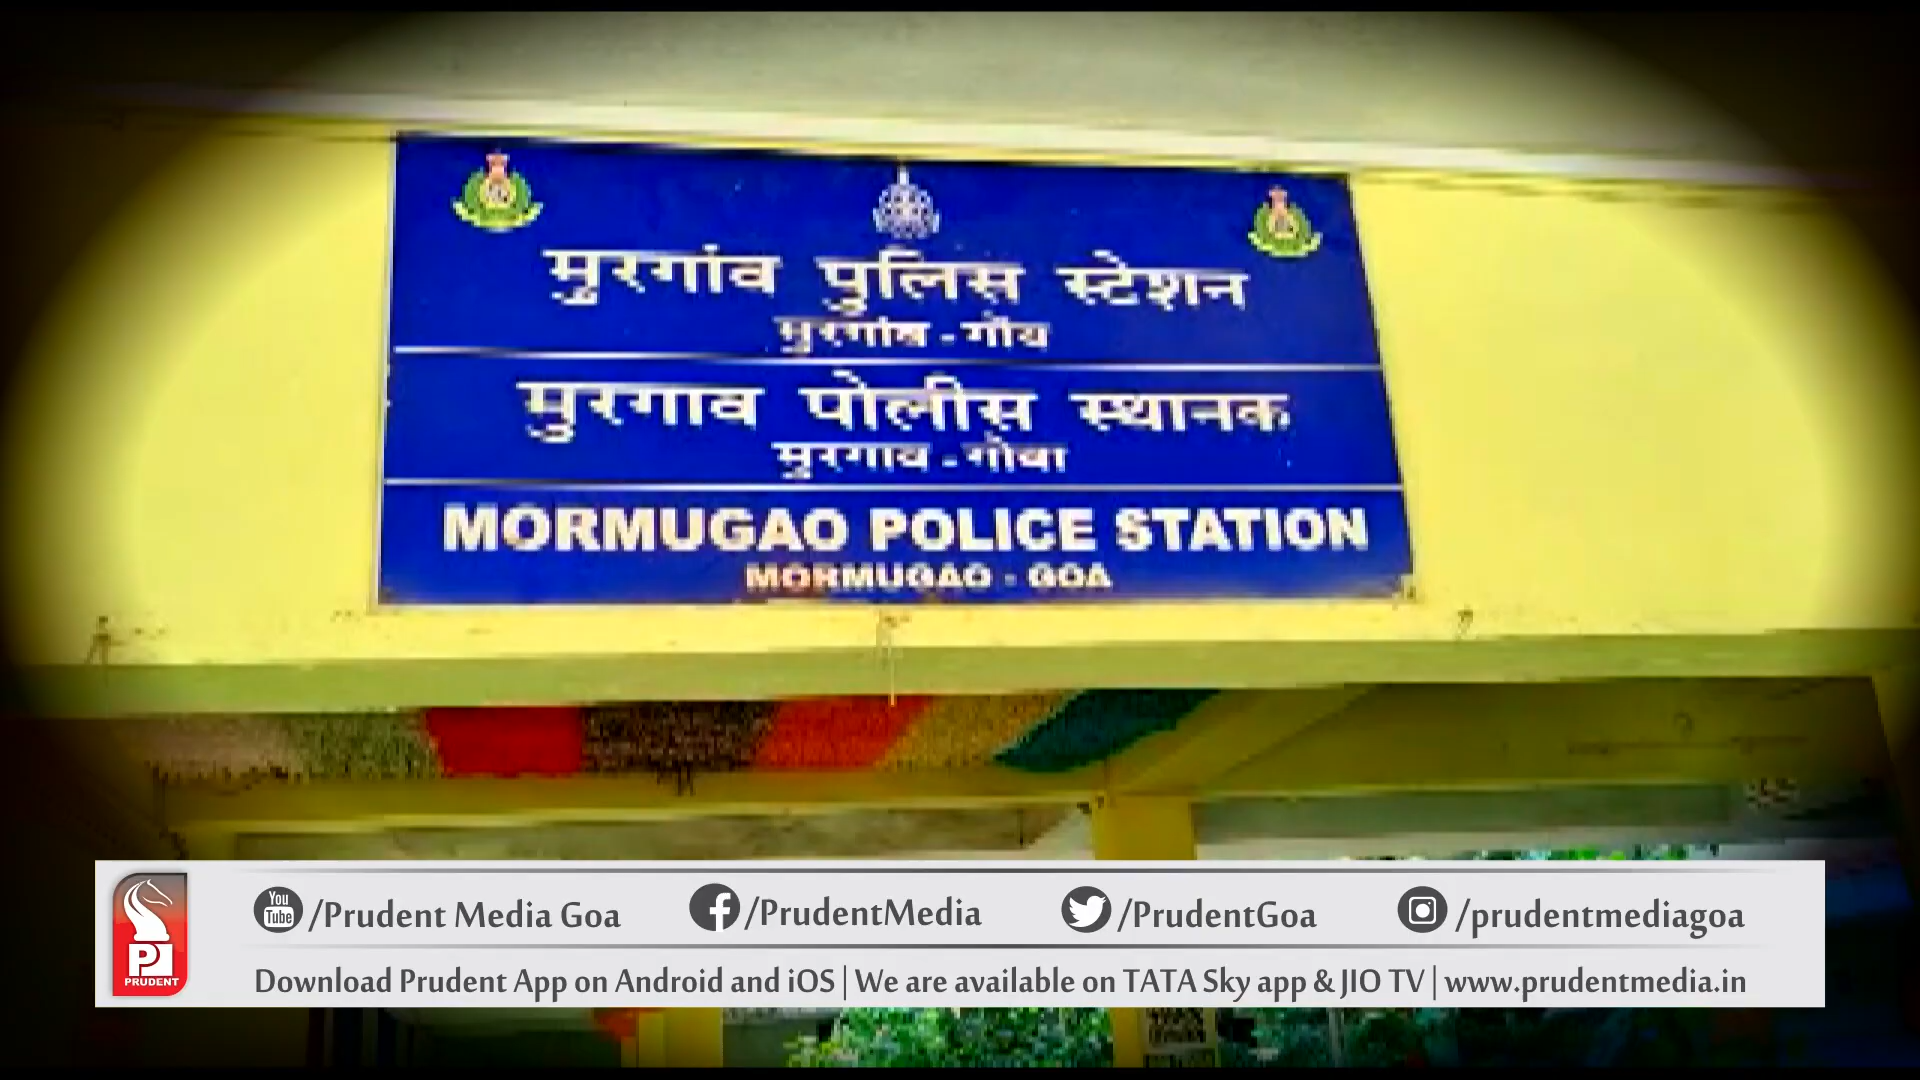 मुरगांव पुलिस स्टेशन
मुरगांव - गोंय
मुरगाव पोलीस स्थानक
मुरगाव - गोवा
MORMUGAO POLICE STATION
MORMUGAO - GOA
You Tube /Prudent Media Goa /PrudentMedia /PrudentGoa /prudentmediagoa
PRUDENT
Download Prudent App on Android and iOS | We are available on TATA Sky app & JIO TV | www.prudentmedia.in